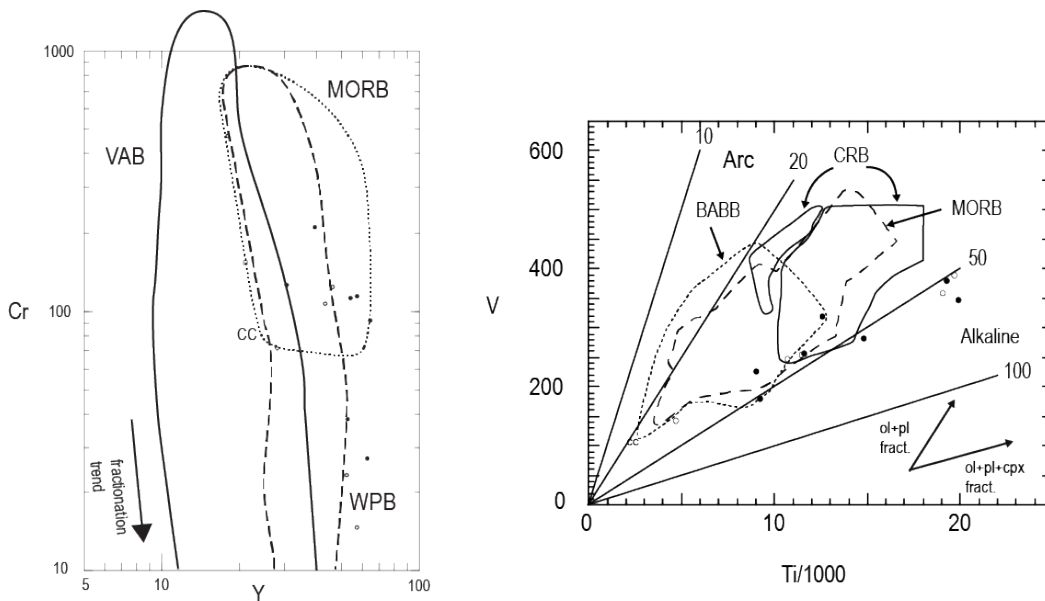 1000
MORB
VAB
Cr
100
CC
fractionation
trend
WPB
10
5
10
Y
100
600
10
Arc
20
CRB
BABB
MORB
400
50
V
Alkaline
200
100
ol+pl
fract.
cc
ol+pl+cpx
fract.
0
0
10
20
Ti/1000